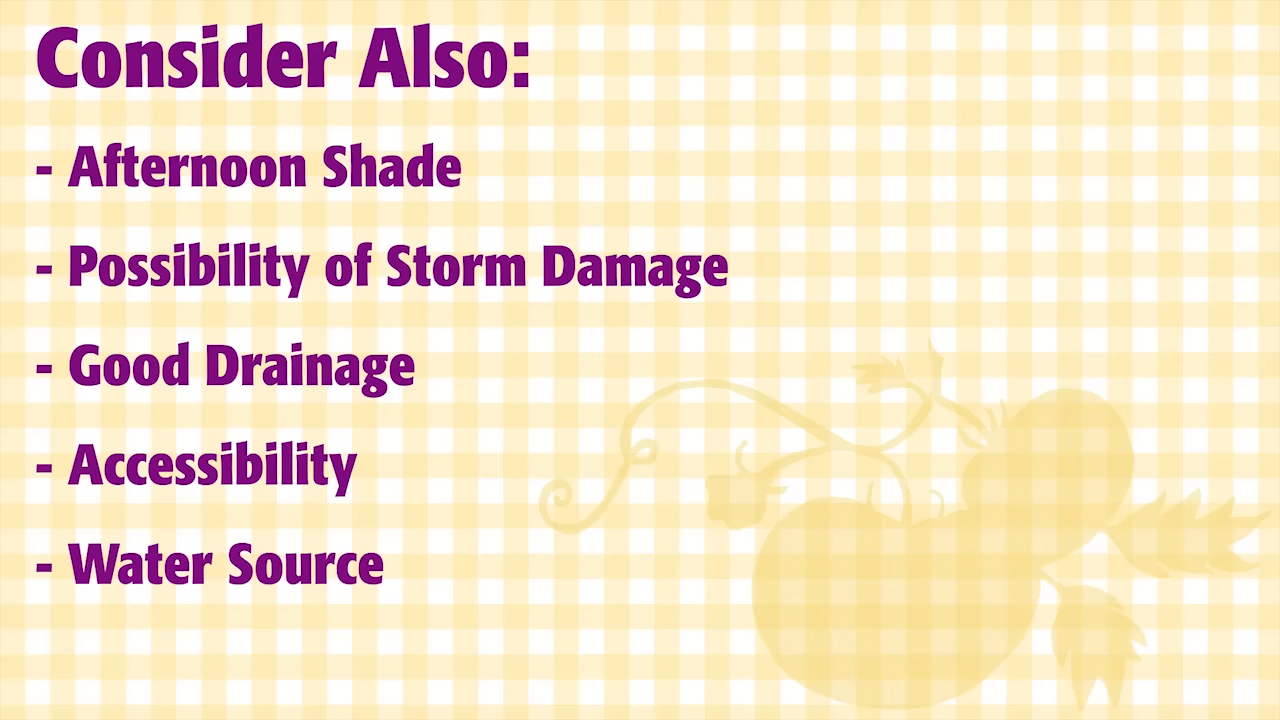 Consider Also:
- Afternoon Shade
- Possibility of Storm Damage
- Good Drainage
- Accessibility
- Water Source